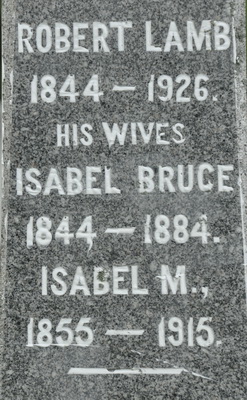 ROBERT LAMB
1844 — 1926.
HIS WIVES
ISABEL BRUCE
1844 — 1884.
ISABEL M.,
1855 — 1915.